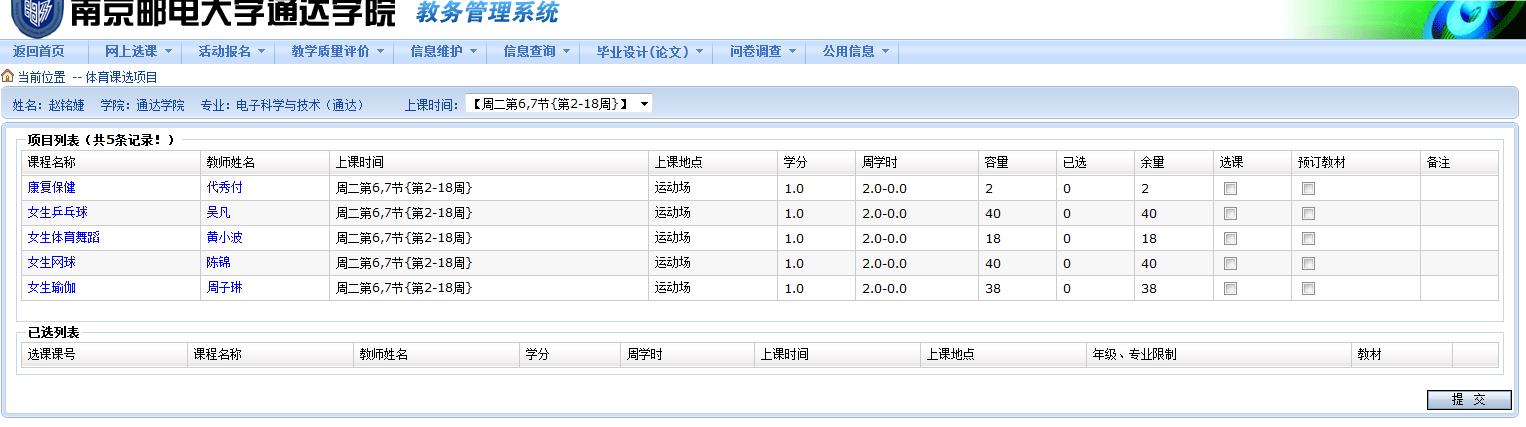 南京邮电大学通达学院 教务管理系统
返回首页 网上选课 活动报名 教学质量评价 信息维护 信息查询 毕业设计(论文) 问卷调查 公用信息
当前位置 -- 体育课选项目
姓名：赵铭婕 学院：通达学院 专业：电子科学与技术（通达） 上课时间：【周二第6,7节{第2-18周}】
项目列表（共5条记录！）
课程名称 教师姓名 上课时间 上课地点 学分 周学时 容量 已选 余量 选课 预订教材 备注
康复保健 代秀付 周二第6,7节{第2-18周} 运动场 1.0 2.0-0.0 2 0 2
女生乒乓球 吴凡 周二第6,7节{第2-18周} 运动场 1.0 2.0-0.0 40 0 40
女生体育舞蹈 黄小波 周二第6,7节{第2-18周} 运动场 1.0 2.0-0.0 18 0 18
女生网球 陈锦 周二第6,7节{第2-18周} 运动场 1.0 2.0-0.0 40 0 40
女生瑜伽 周子琳 周二第6,7节{第2-18周} 运动场 1.0 2.0-0.0 38 0 38
已选列表
选课课号 课程名称 教师姓名 学分 周学时 上课时间 上课地点 年级、专业限制 教材
提 交